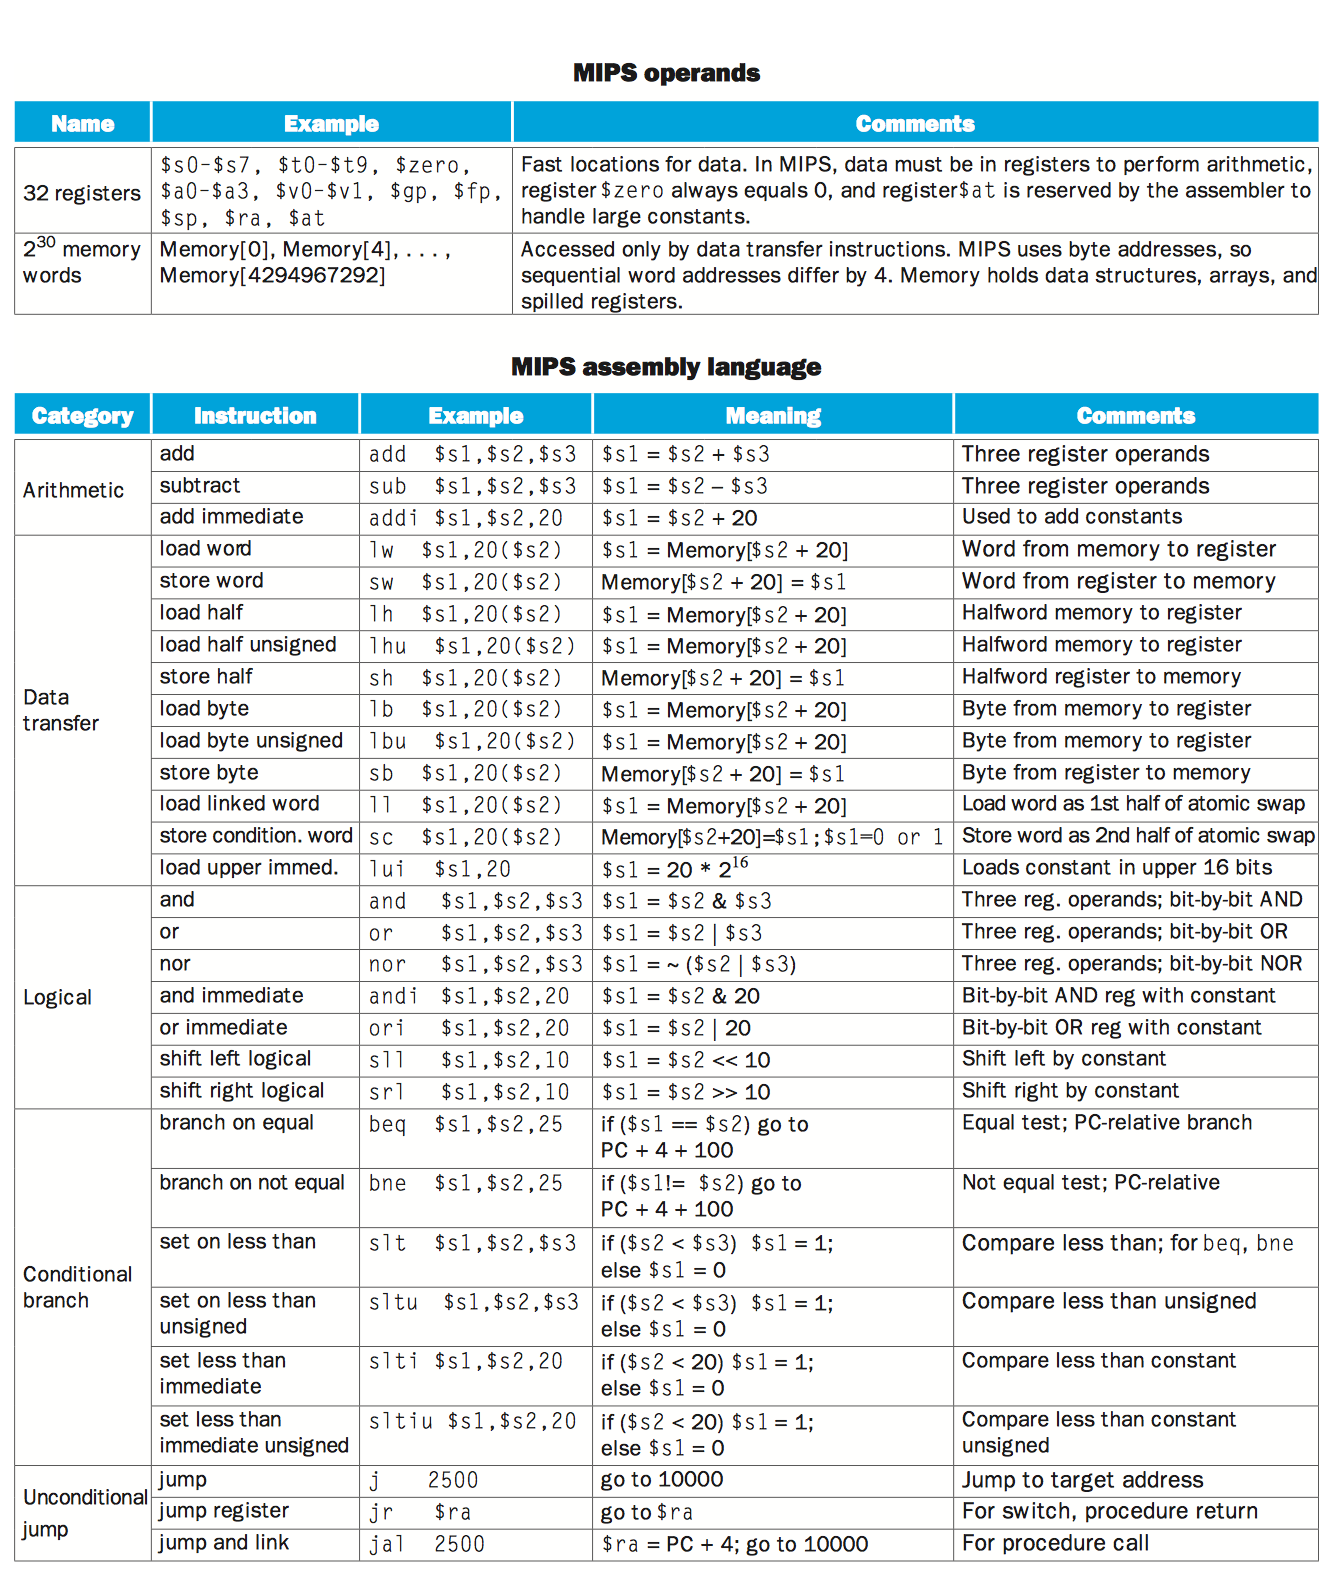 MIPS operands
Name Example Comments
32 registers $s0–$s7, $t0–$t9, $zero, $a0–$a3, $v0–$v1, $gp, $fp, $sp, $ra, $at Fast locations for data. In MIPS, data must be in registers to perform arithmetic, register $zero always equals 0, and register $at is reserved by the assembler to handle large constants.
2^30 memory words Memory[0], Memory[4], . . . , Memory[4294967292] Accessed only by data transfer instructions. MIPS uses byte addresses, so sequential word addresses differ by 4. Memory holds data structures, arrays, and spilled registers.
MIPS assembly language
Category Instruction Example Meaning Comments
Arithmetic
add add $s1,$s2,$s3 $s1 = $s2 + $s3 Three register operands
subtract sub $s1,$s2,$s3 $s1 = $s2 – $s3 Three register operands
add immediate addi $s1,$s2,20 $s1 = $s2 + 20 Used to add constants
Data transfer
load word lw $s1,20($s2) $s1 = Memory[$s2 + 20] Word from memory to register
store word sw $s1,20($s2) Memory[$s2 + 20] = $s1 Word from register to memory
load half lh $s1,20($s2) $s1 = Memory[$s2 + 20] Halfword memory to register
load half unsigned lhu $s1,20($s2) $s1 = Memory[$s2 + 20] Halfword memory to register
store half sh $s1,20($s2) Memory[$s2 + 20] = $s1 Halfword register to memory
load byte lb $s1,20($s2) $s1 = Memory[$s2 + 20] Byte from memory to register
load byte unsigned lbu $s1,20($s2) $s1 = Memory[$s2 + 20] Byte from memory to register
store byte sb $s1,20($s2) Memory[$s2 + 20] = $s1 Byte from register to memory
load linked word ll $s1,20($s2) $s1 = Memory[$s2 + 20] Load word as 1st half of atomic swap
store condition. word sc $s1,20($s2) Memory[$s2+20]=$s1;$s1=0 or 1 Store word as 2nd half of atomic swap
load upper immed. lui $s1,20 $s1 = 20 * 2^16 Loads constant in upper 16 bits
Logical
and and $s1,$s2,$s3 $s1 = $s2 & $s3 Three reg. operands; bit-by-bit AND
or or $s1,$s2,$s3 $s1 = $s2 | $s3 Three reg. operands; bit-by-bit OR
nor nor $s1,$s2,$s3 $s1 = ~ ($s2 | $s3) Three reg. operands; bit-by-bit NOR
and immediate andi $s1,$s2,20 $s1 = $s2 & 20 Bit-by-bit AND reg with constant
or immediate ori $s1,$s2,20 $s1 = $s2 | 20 Bit-by-bit OR reg with constant
shift left logical sll $s1,$s2,10 $s1 = $s2 << 10 Shift left by constant
shift right logical srl $s1,$s2,10 $s1 = $s2 >> 10 Shift right by constant
Conditional branch
branch on equal beq $s1,$s2,25 if ($s1 == $s2) go to PC + 4 + 100 Equal test; PC-relative branch
branch on not equal bne $s1,$s2,25 if ($s1!= $s2) go to PC + 4 + 100 Not equal test; PC-relative
set on less than slt $s1,$s2,$s3 if ($s2 < $s3) $s1 = 1; else $s1 = 0 Compare less than; for beq, bne
set on less than unsigned sltu $s1,$s2,$s3 if ($s2 < $s3) $s1 = 1; else $s1 = 0 Compare less than unsigned
set less than immediate slti $s1,$s2,20 if ($s2 < 20) $s1 = 1; else $s1 = 0 Compare less than constant
set less than immediate unsigned sltiu $s1,$s2,20 if ($s2 < 20) $s1 = 1; else $s1 = 0 Compare less than constant unsigned
Unconditional jump
jump j 2500 go to 10000 Jump to target address
jump register jr $ra go to $ra For switch, procedure return
jump and link jal 2500 $ra = PC + 4; go to 10000 For procedure call